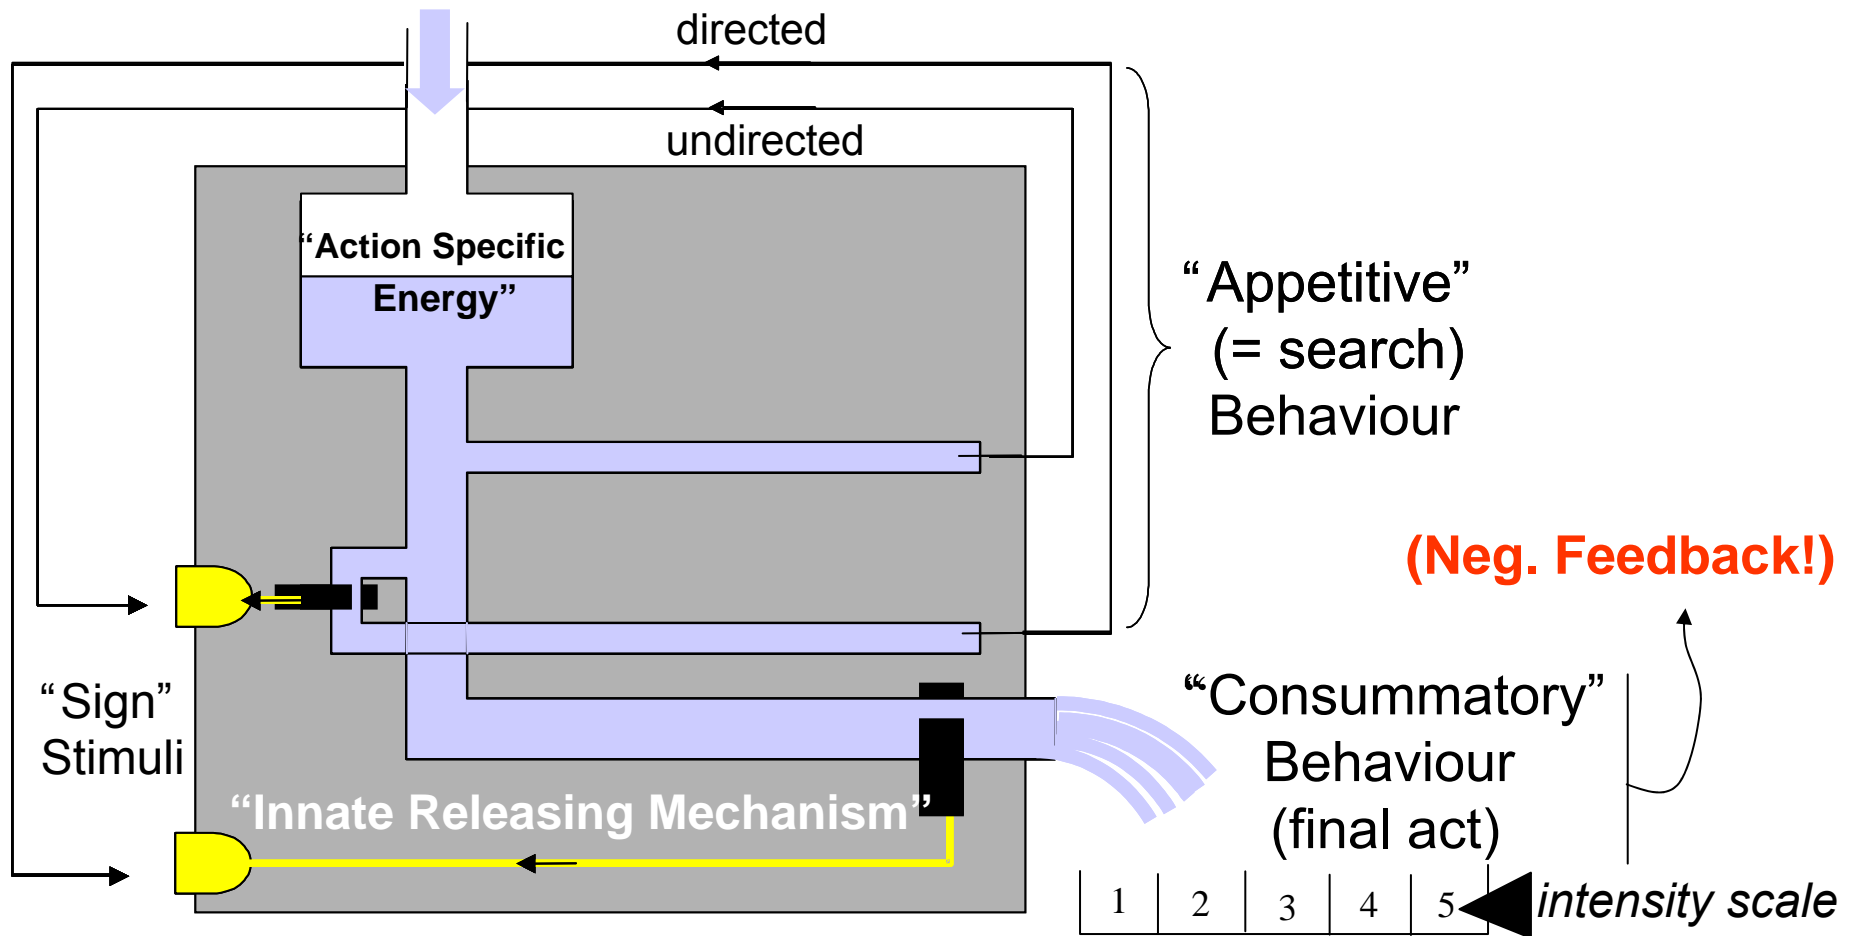 directed
undirected
“Action Specific
Energy”
“Appetitive”
(= search)
Behaviour
(Neg. Feedback!)
“Sign”
Stimuli
“Consummatory”
Behaviour
(final act)
“Innate Releasing Mechanism”
1 2 3 4 5 intensity scale